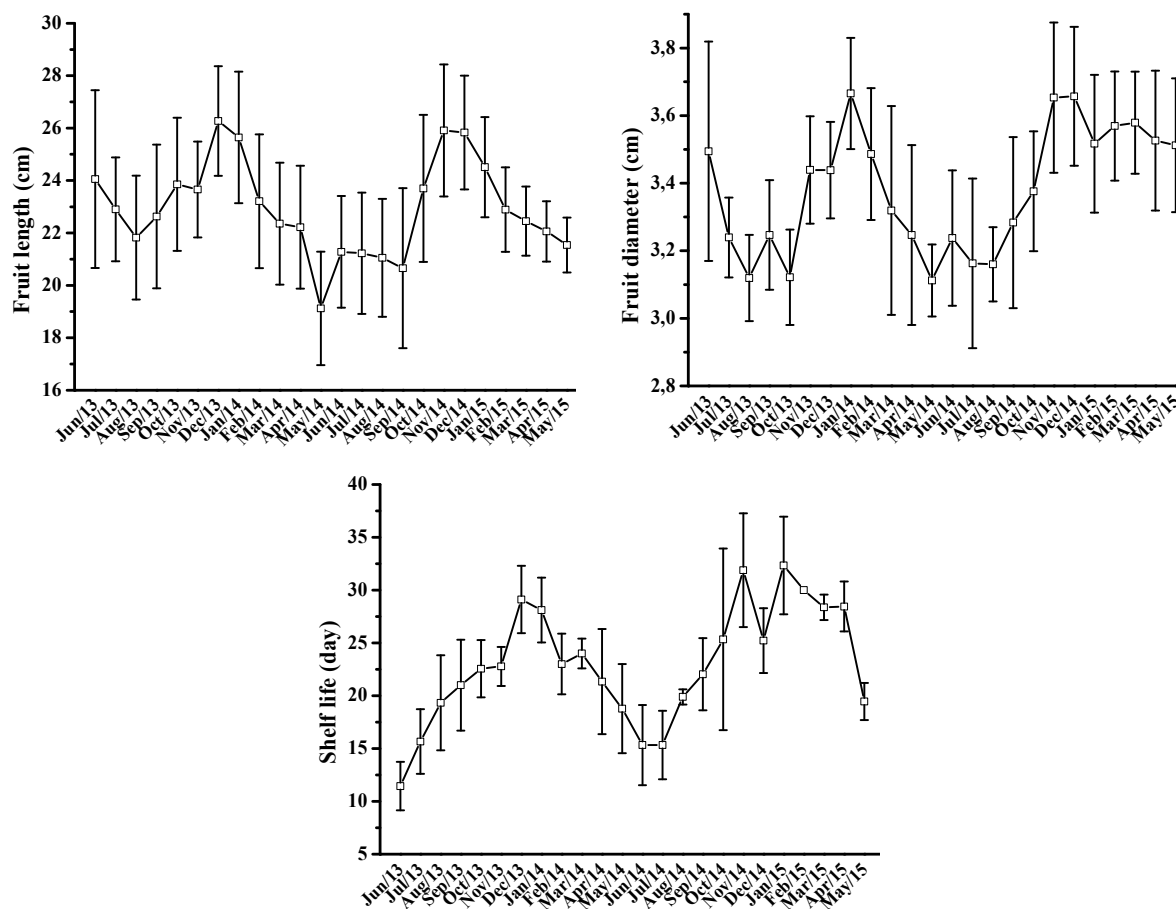 Fruit length (cm)
30
28
26
24
22
20
18
16
Jun/13
Jul/13
Aug/13
Sep/13
Oct/13
Nov/13
Dec/13
Jan/14
Feb/14
Mar/14
Apr/14
May/14
Jun/14
Jul/14
Aug/14
Sep/14
Oct/14
Nov/14
Dec/14
Jan/15
Feb/15
Mar/15
Apr/15
May/15
Fruit diameter (cm)
3,8
3,6
3,4
3,2
3,0
2,8
Jun/13
Jul/13
Aug/13
Sep/13
Oct/13
Nov/13
Dec/13
Jan/14
Feb/14
Mar/14
Apr/14
May/14
Jun/14
Jul/14
Aug/14
Sep/14
Oct/14
Nov/14
Dec/14
Jan/15
Feb/15
Mar/15
Apr/15
May/15
Shelf life (day)
40
35
30
25
20
15
10
5
Jun/13
Jul/13
Aug/13
Sep/13
Oct/13
Nov/13
Dec/13
Jan/14
Feb/14
Mar/14
Apr/14
May/14
Jun/14
Jul/14
Aug/14
Sep/14
Oct/14
Nov/14
Dec/14
Jan/15
Feb/15
Mar/15
Apr/15
May/15